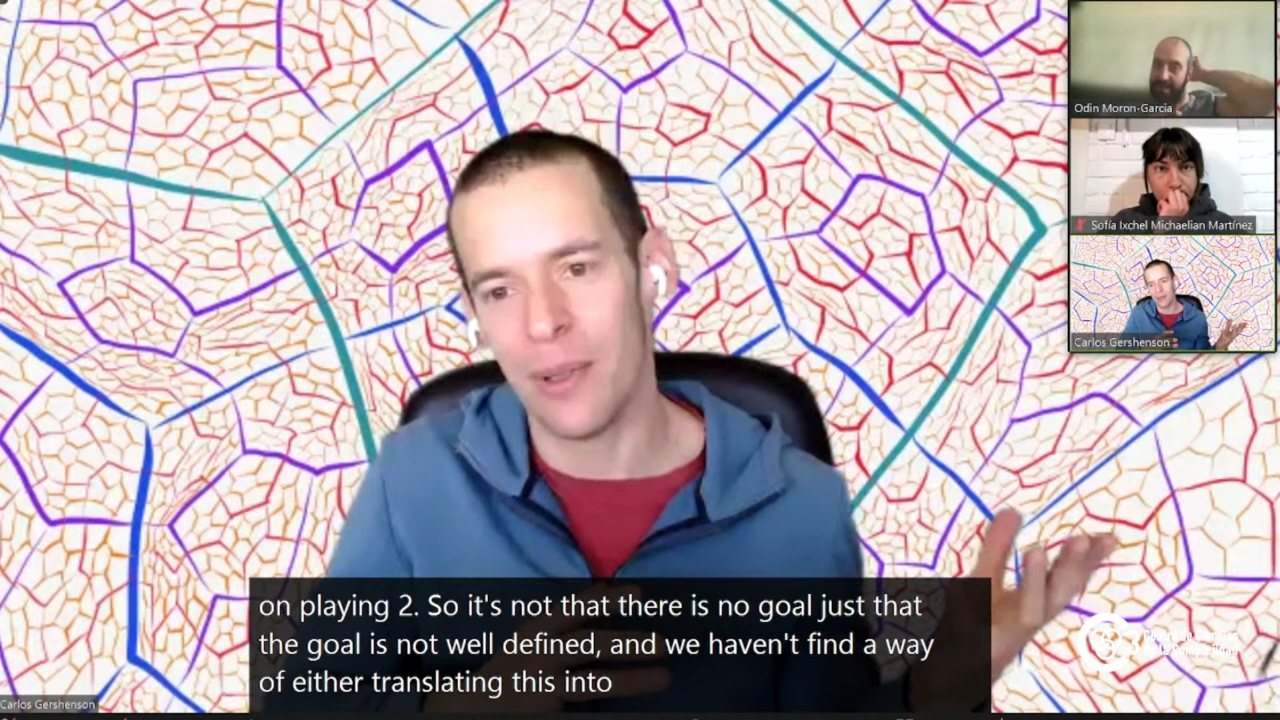 Odin Moron-Garcia
Sofía Ixchel Michaelian Martínez
Carlos Gershenson
on playing 2. So it's not that there is no goal just that
the goal is not well defined, and we haven't find a way
of either translating this into
Carlos Gershenson